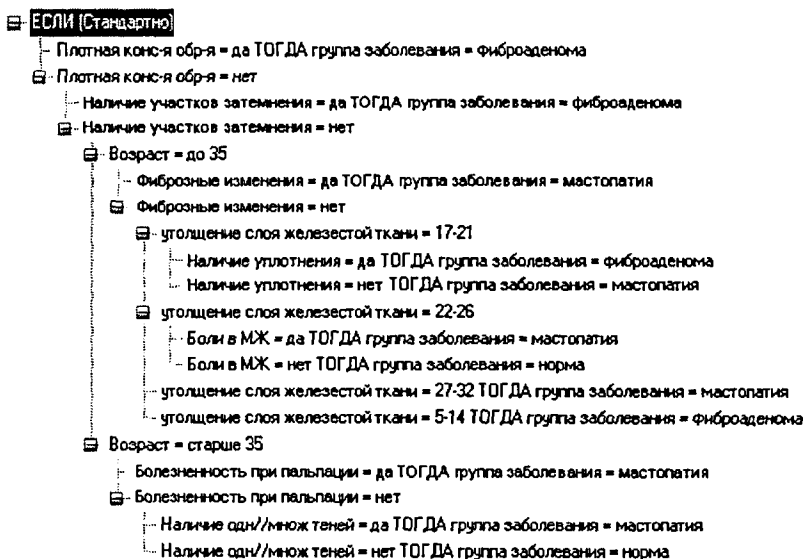 ЕСЛИ (Стандартно)
Плотная конс-я обр-я = да ТОГДА группа заболевания = фиброаденома
Плотная конс-я обр-я = нет
Наличие участков затемнения = да ТОГДА группа заболевания = фиброаденома
Наличие участков затемнения = нет
Возраст = до 35
Фиброзные изменения = да ТОГДА группа заболевания = мастопатия
Фиброзные изменения = нет
утолщение слоя железестой ткани = 17-21
Наличие уплотнения = да ТОГДА группа заболевания = фиброаденома
Наличие уплотнения = нет ТОГДА группа заболевания = мастопатия
утолщение слоя железестой ткани = 22-26
Боли в МЖ = да ТОГДА группа заболевания = мастопатия
Боли в МЖ = нет ТОГДА группа заболевания = норма
утолщение слоя железестой ткани = 27-32 ТОГДА группа заболевания = мастопатия
утолщение слоя железестой ткани = 5-14 ТОГДА группа заболевания = фиброаденома
Возраст = старше 35
Болезненность при пальпации = да ТОГДА группа заболевания = мастопатия
Болезненность при пальпации = нет
Наличие одн//множ теней = да ТОГДА группа заболевания = мастопатия
Наличие одн//множ теней = нет ТОГДА группа заболевания = норма